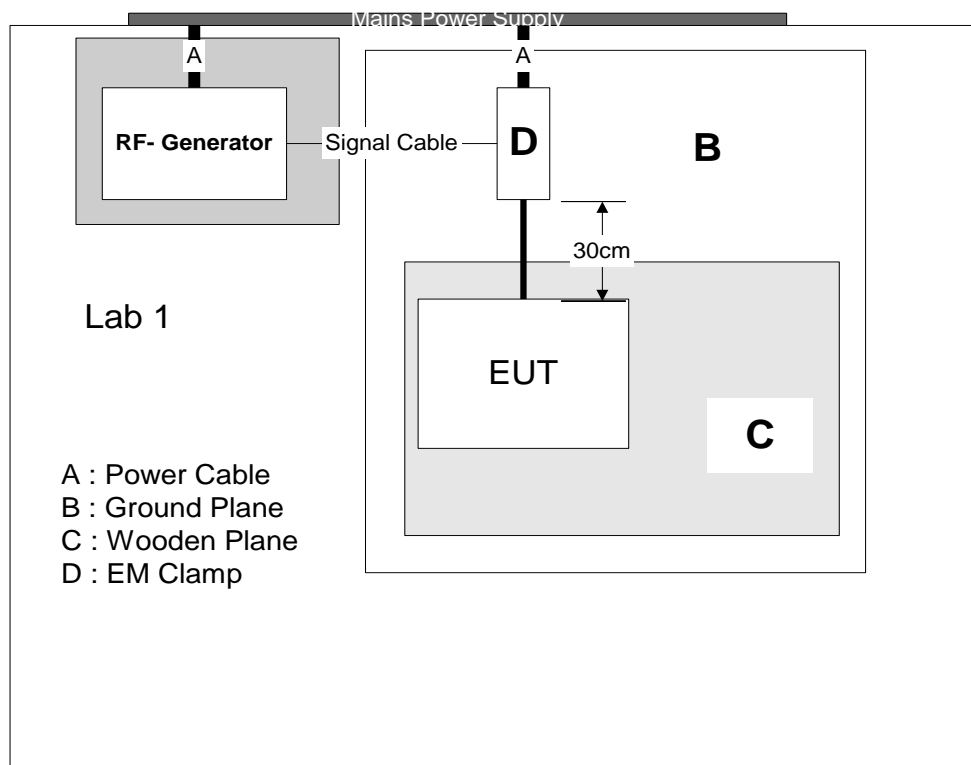 Mains Power Supply
A
A
RF- Generator
Signal Cable
D
B
30cm
Lab 1
EUT
C
A : Power Cable
B : Ground Plane
C : Wooden Plane
D : EM Clamp